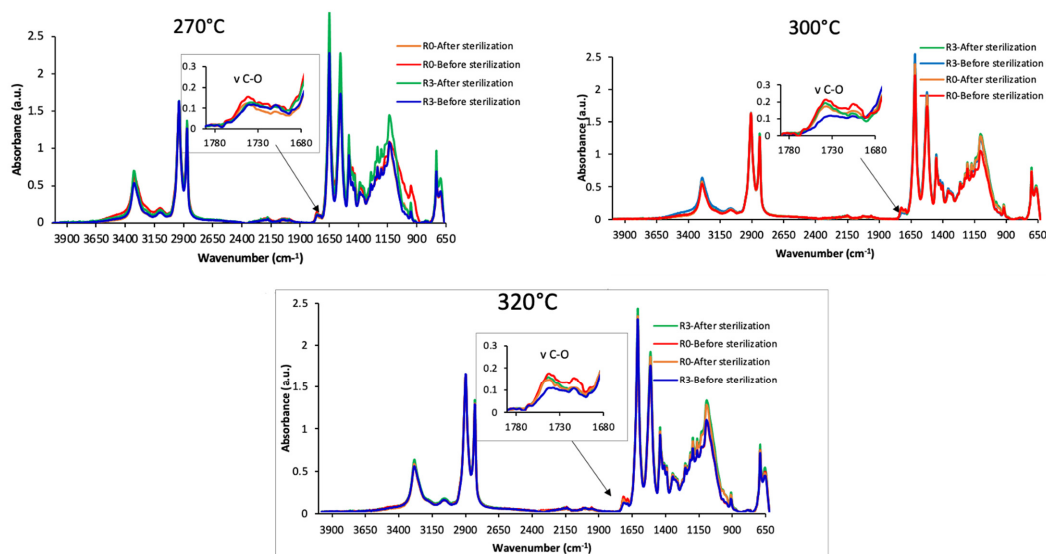 270°C
2.5
2
1.5
1
0.5
0
Absorbance (a.u.)
3900 3650 3400 3150 2900 2650 2400 2150 1900 1650 1400 1150 900 650
Wavenumber (cm-1)
ν C-O
0.3
0.2
0.1
0
1780 1730 1680
R0-After sterilization
R0-Before sterilization
R3-After sterilization
R3-Before sterilization
300°C
2.5
2
1.5
1
0.5
0
Absorbance (a.u.)
3900 3650 3400 3150 2900 2650 2400 2150 1900 1650 1400 1150 900 650
Wavenumber (cm-1)
ν C-O
0.3
0.2
0.1
0
1780 1730 1680
R3-After sterilization
R3-Before sterilization
R0-After sterilization
R0-Before sterilization
320°C
2.5
2
1.5
1
0.5
0
Absorbance (a.u.)
3900 3650 3400 3150 2900 2650 2400 2150 1900 1650 1400 1150 900 650
Wavenumber (cm-1)
ν C-O
0.3
0.2
0.1
0
1780 1730 1680
R3-After sterilization
R0-Before sterilization
R0-After sterilization
R3-Before sterilization